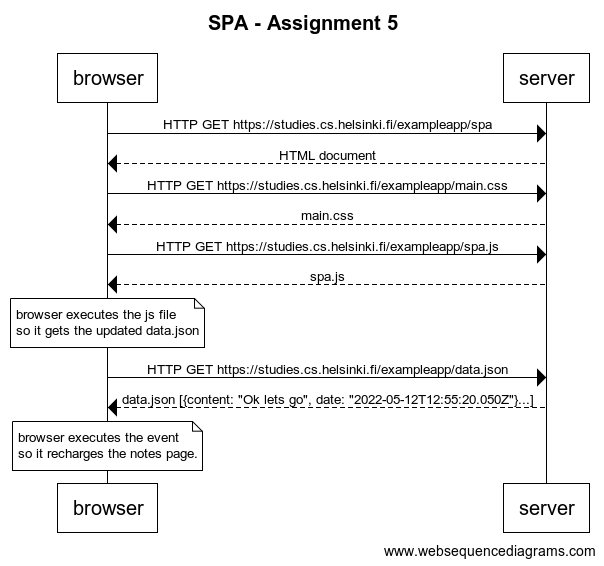 SPA - Assignment 5
browser
server
HTTP GET https://studies.cs.helsinki.fi/exampleapp/spa
HTML document
HTTP GET https://studies.cs.helsinki.fi/exampleapp/main.css
main.css
HTTP GET https://studies.cs.helsinki.fi/exampleapp/spa.js
spa.js
browser executes the js file
so it gets the updated data.json
HTTP GET https://studies.cs.helsinki.fi/exampleapp/data.json
data.json [{content: "Ok lets go", date: "2022-05-12T12:55:20.050Z"}...]
browser executes the event
so it recharges the notes page.
browser
server
www.websequencediagrams.com